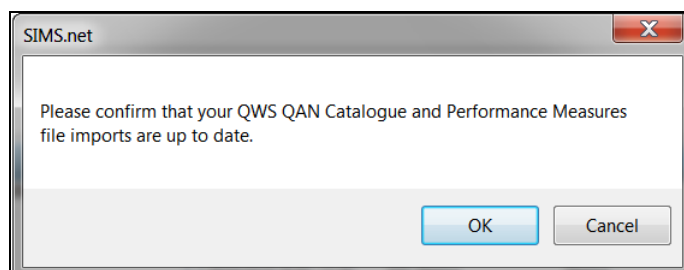 SIMS.net
Please confirm that your QWS QAN Catalogue and Performance Measures
file imports are up to date.
OK
Cancel